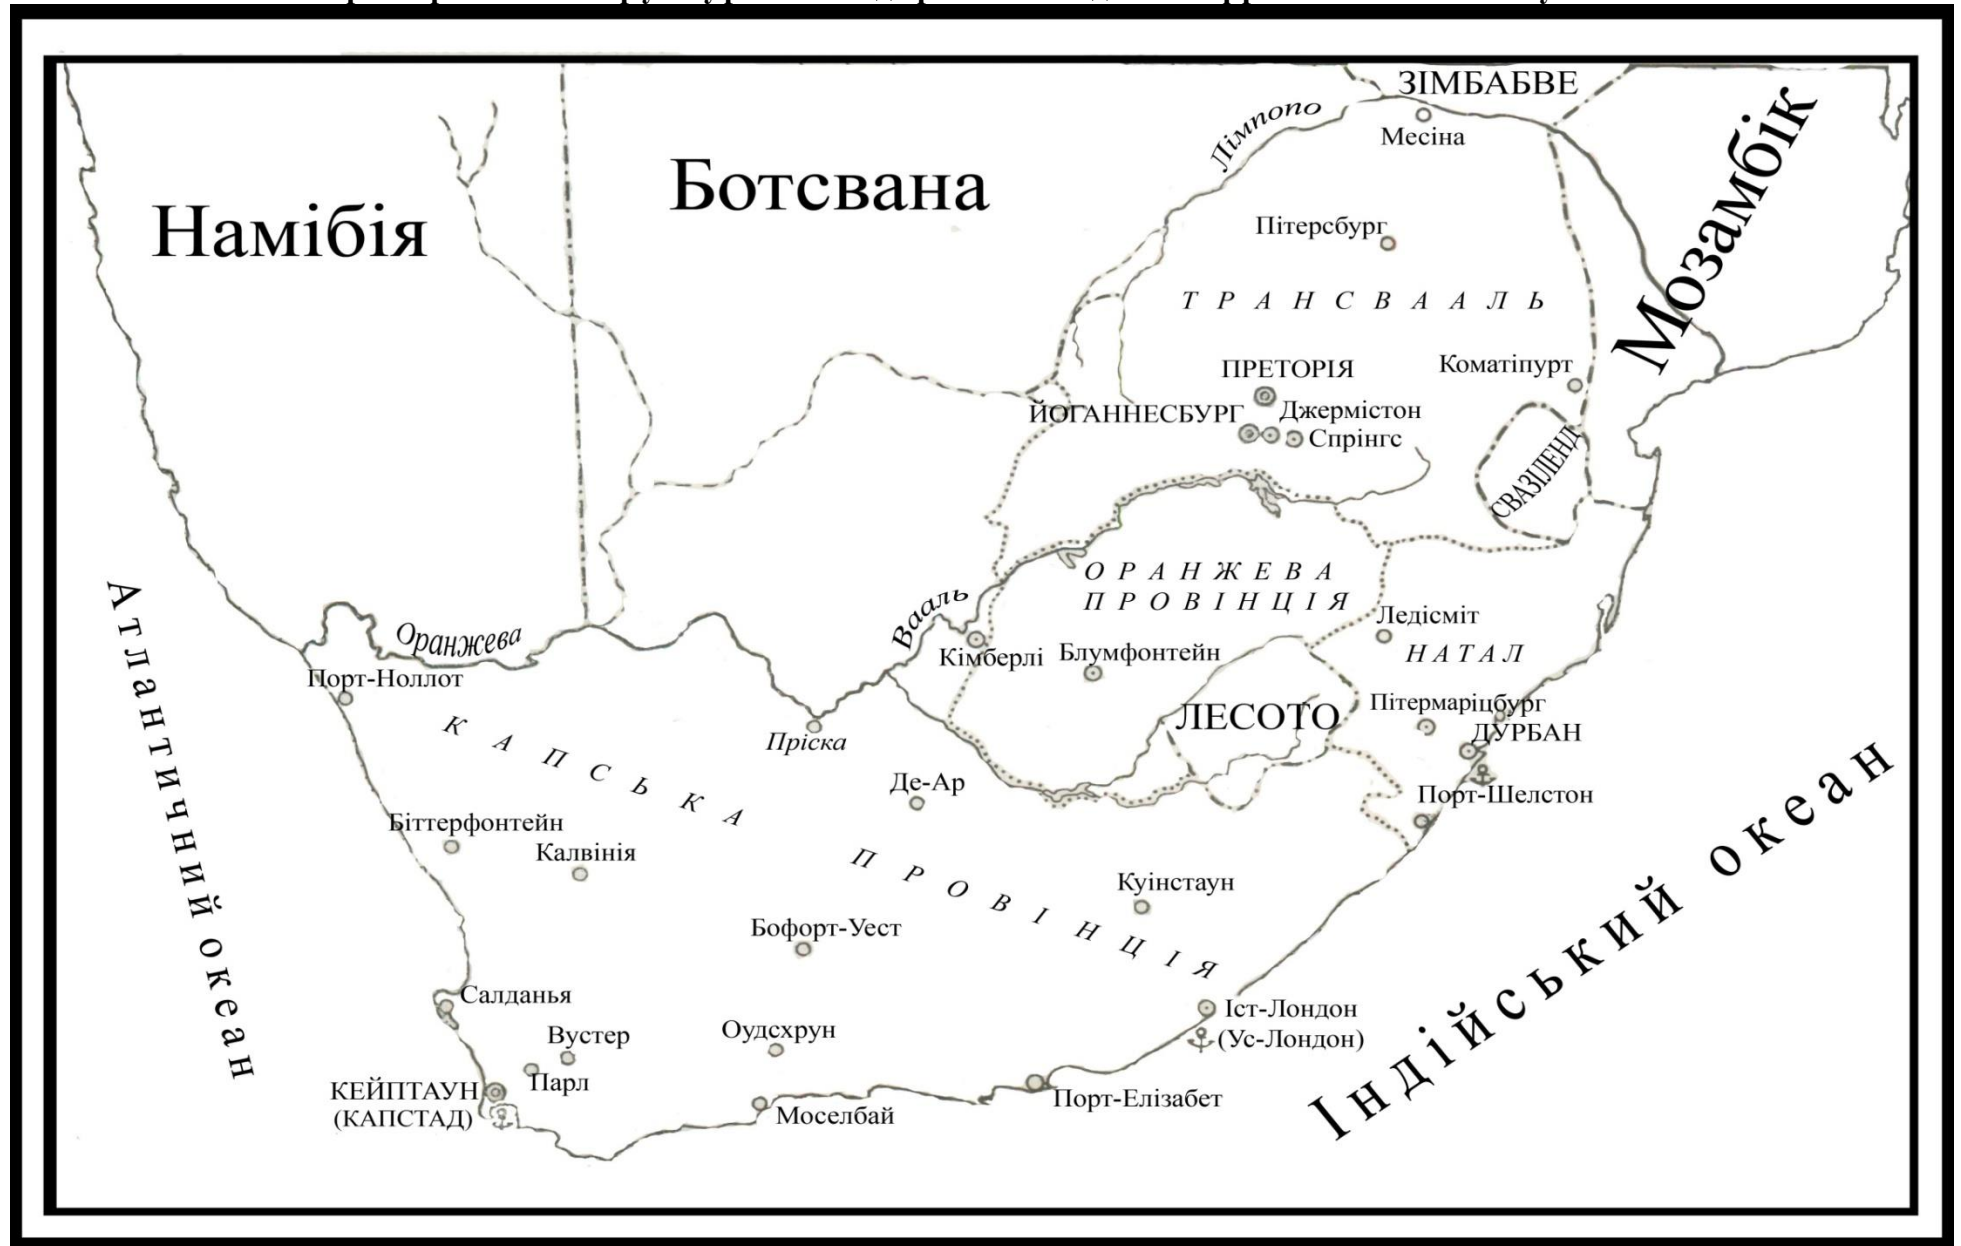 ЗІМБАБВЕ
Лімпопо
Месіна
Мозамбік
Ботсвана
Намібія
Пітерсбург
ТРАНСВААЛЬ
ПРЕТОРІЯ
Коматіпурт
ЙОГАННЕСБУРГ
Джермістон
Спрінгс
СВАЗІЛЕНД
ОРАНЖЕВА
ПРОВІНЦІЯ
Вааль
Ледісміт
Оранжева
НАТАЛ
Кімберлі
Блумфонтейн
Порт-Ноллот
Пітермаріцбург
ЛЕСОТО
ДУРБАН
Пріска
Де-Ар
Порт-Шелстон
КАПСЬКА ПРОВІНЦІЯ
Атлантичний океан
Індійський океан
Біттерфонтейн
Калвінія
Куінстаун
Бофорт-Уест
Салданья
Іст-Лондон
(Ус-Лондон)
Вустер
Оудсхрун
Парл
КЕЙПТАУН
(КАПСТАД)
Порт-Елізабет
Моселбай